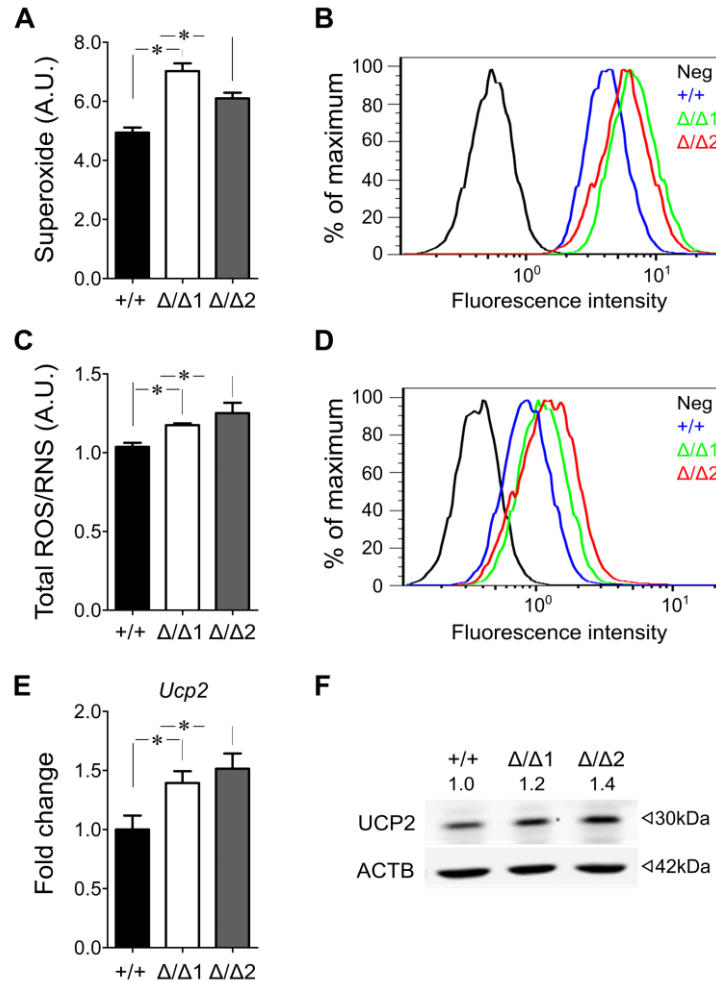 A
Superoxide (A.U.)
8.0
6.0
4.0
2.0
0.0
* *
+/+ Δ/Δ1 Δ/Δ2
B
% of maximum
100
80
60
40
20
0
Neg
+/+
Δ/Δ1
Δ/Δ2
10⁰ 10¹
Fluorescence intensity
C
Total ROS/RNS (A.U.)
1.5
1.0
0.5
0.0
* *
+/+ Δ/Δ1 Δ/Δ2
D
% of maximum
100
80
60
40
20
0
Neg
+/+
Δ/Δ1
Δ/Δ2
10⁰ 10¹
Fluorescence intensity
E
Ucp2
Fold change
2.0
1.5
1.0
0.5
0.0
* *
+/+ Δ/Δ1 Δ/Δ2
F
+/+ Δ/Δ1 Δ/Δ2
1.0 1.2 1.4
UCP2 ◁30kDa
ACTB ◁42kDa